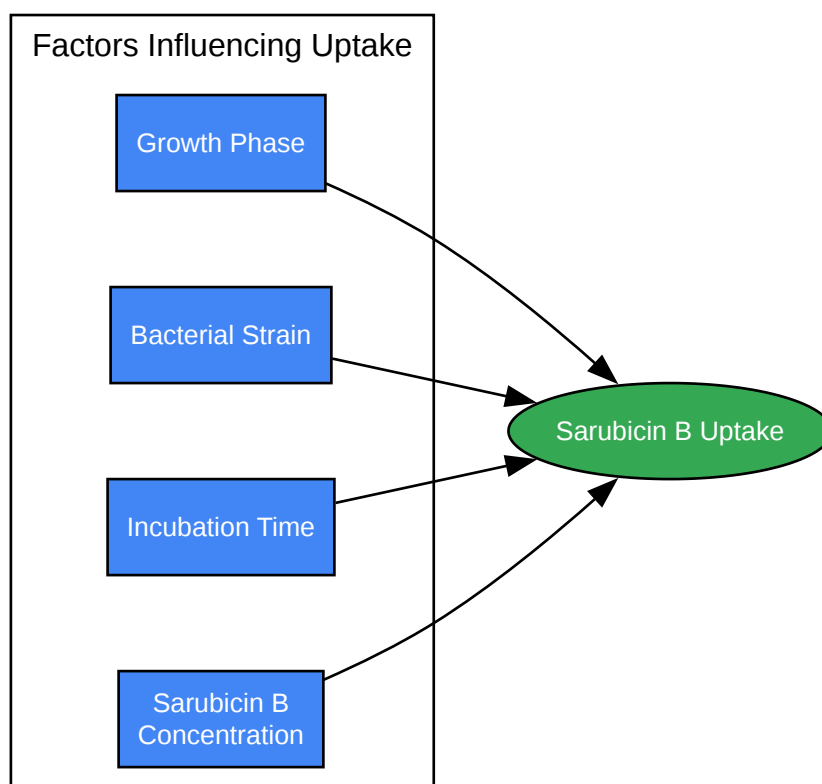 Factors Influencing Uptake
Growth Phase
Bacterial Strain
Sarubicin B Uptake
Incubation Time
Sarubicin B
Concentration